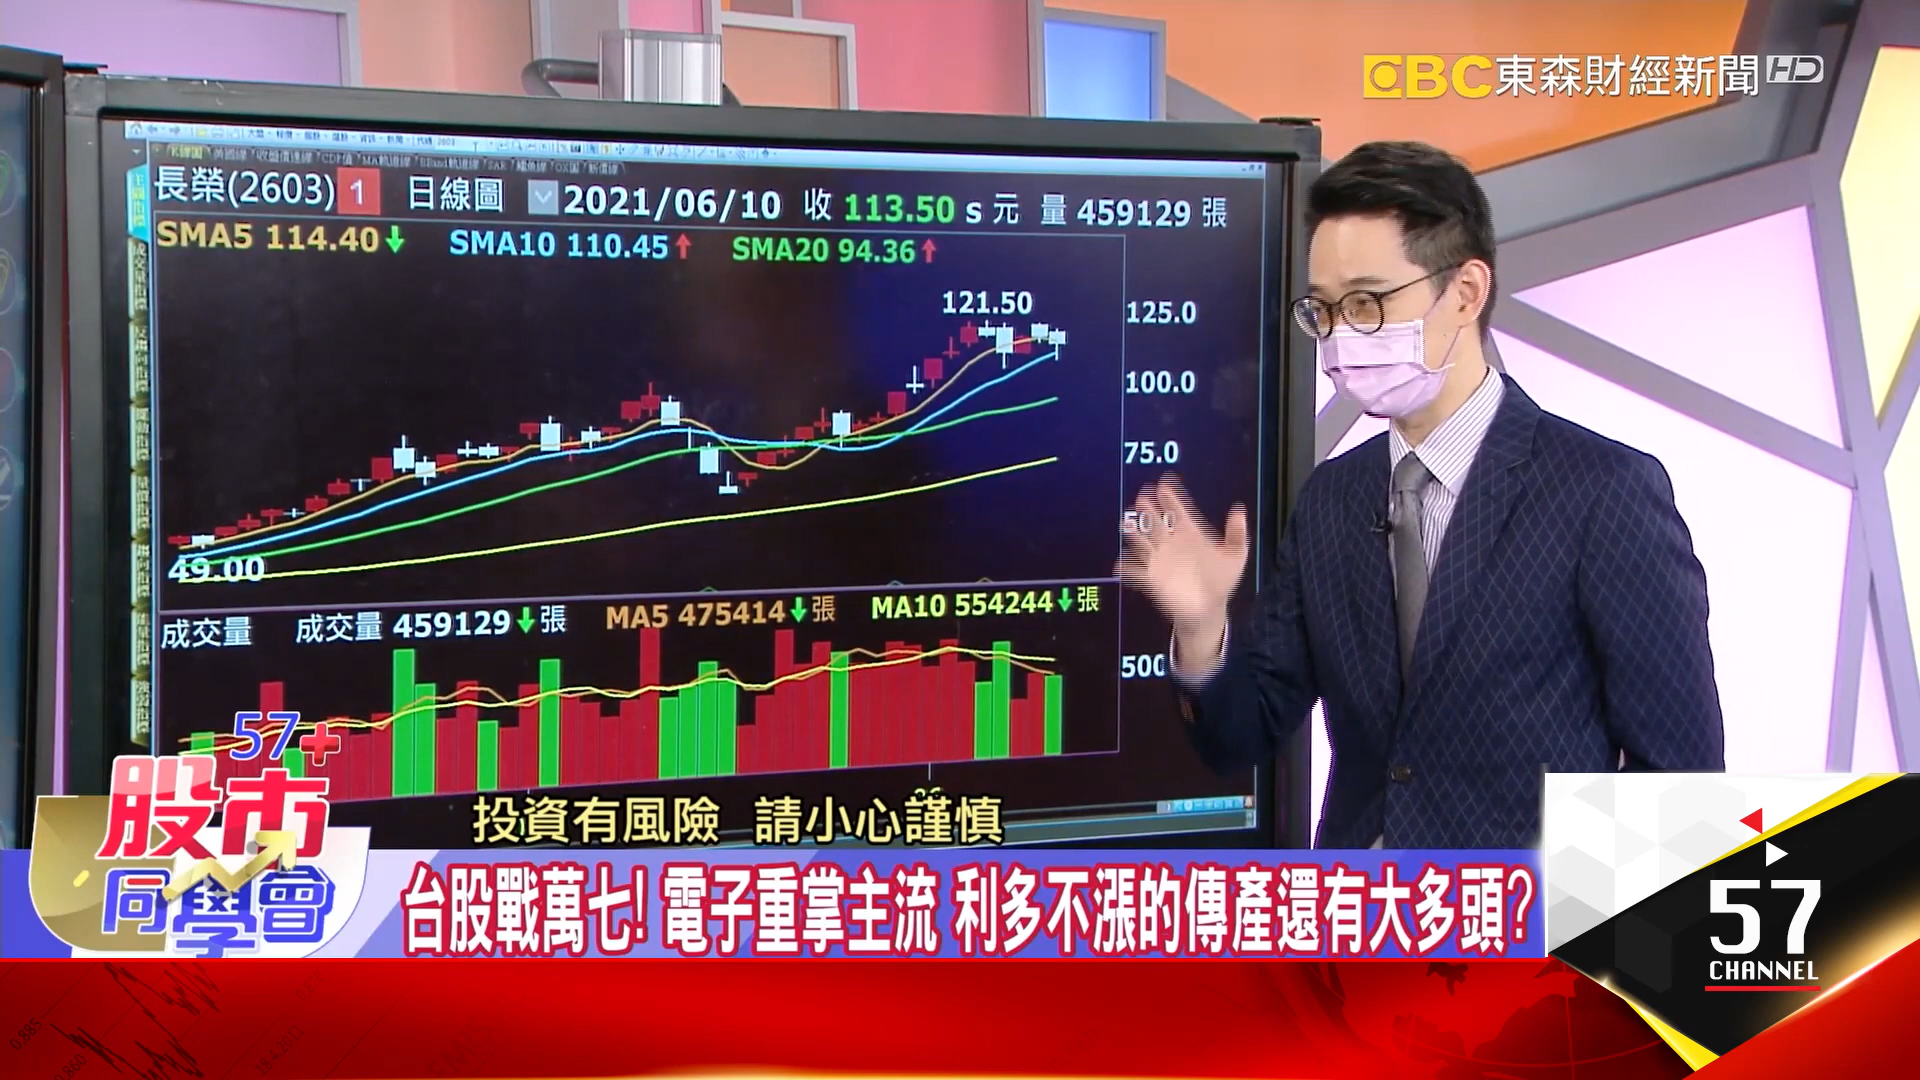 EBC東森財經新聞HD
長榮(2603) 1 日線圖 2021/06/10 收 113.50 s 元 量 459129 張
SMA5 114.40↓ SMA10 110.45↑ SMA20 94.36↑
121.50
125.0
100.0
75.0
49.00
成交量 成交量 459129↓張 MA5 475414↓張 MA10 554244↓張
500
投資有風險 請小心謹慎
57+
股市
同學會
台股戰萬七!電子重掌主流 利多不漲的傳產還有大多頭?
57
CHANNEL